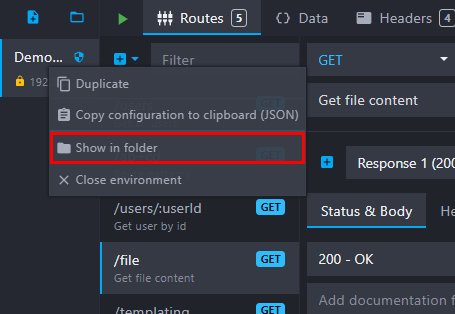 Routes 5
Data
Headers 4
Demo...
192
Filter
GET
Duplicate
Copy configuration to clipboard (JSON)
Show in folder
Close environment
Get file content
Response 1 (200
/users/:userId GET
Get user by id
Status & Body
He
/file GET
Get file content
200 - OK
/templating GET
Add documentation f